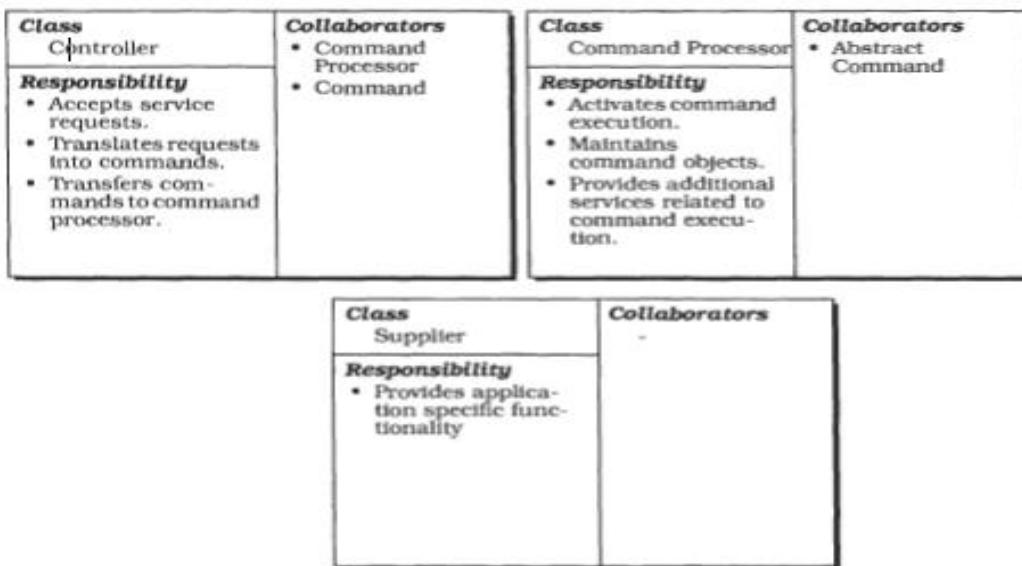 Class
Controller
Collaborators
• Command
Processor
• Command
Responsibility
• Accepts service
requests.
• Translates requests
into commands.
• Transfers com-
mands to command
processor.
Class
Command Processor
Collaborators
• Abstract
Command
Responsibility
• Activates command
execution.
• Maintains
command objects.
• Provides additional
services related to
command execu-
tion.
Class
Supplier
Collaborators
-
Responsibility
• Provides applica-
tion specific func-
tionality